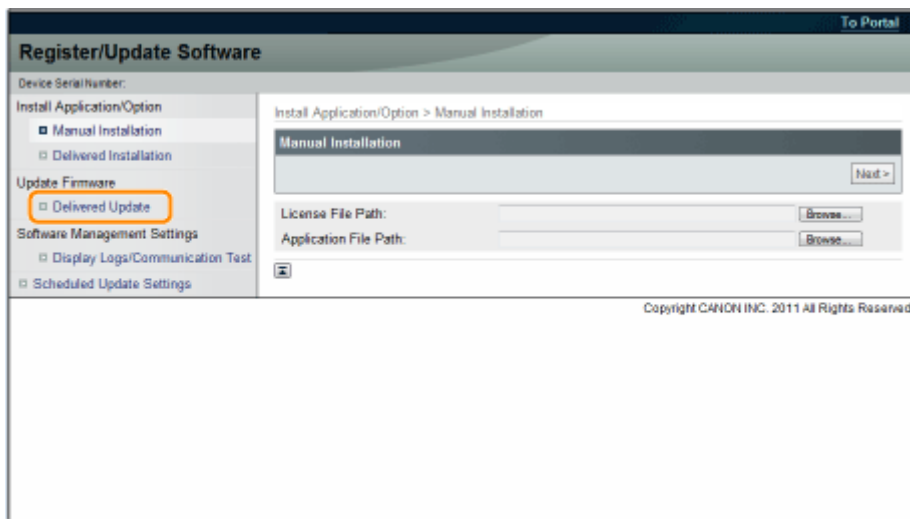 To Portal
Register/Update Software
Device Serial Number:
Install Application/Option
Manual Installation
Delivered Installation
Update Firmware
Delivered Update
Software Management Settings
Display Logs/Communication Test
Scheduled Update Settings
Install Application/Option > Manual Installation
Manual Installation
Next >
License File Path:
Browse...
Application File Path:
Browse...
Copyright CANON INC. 2011 All Rights Reserved